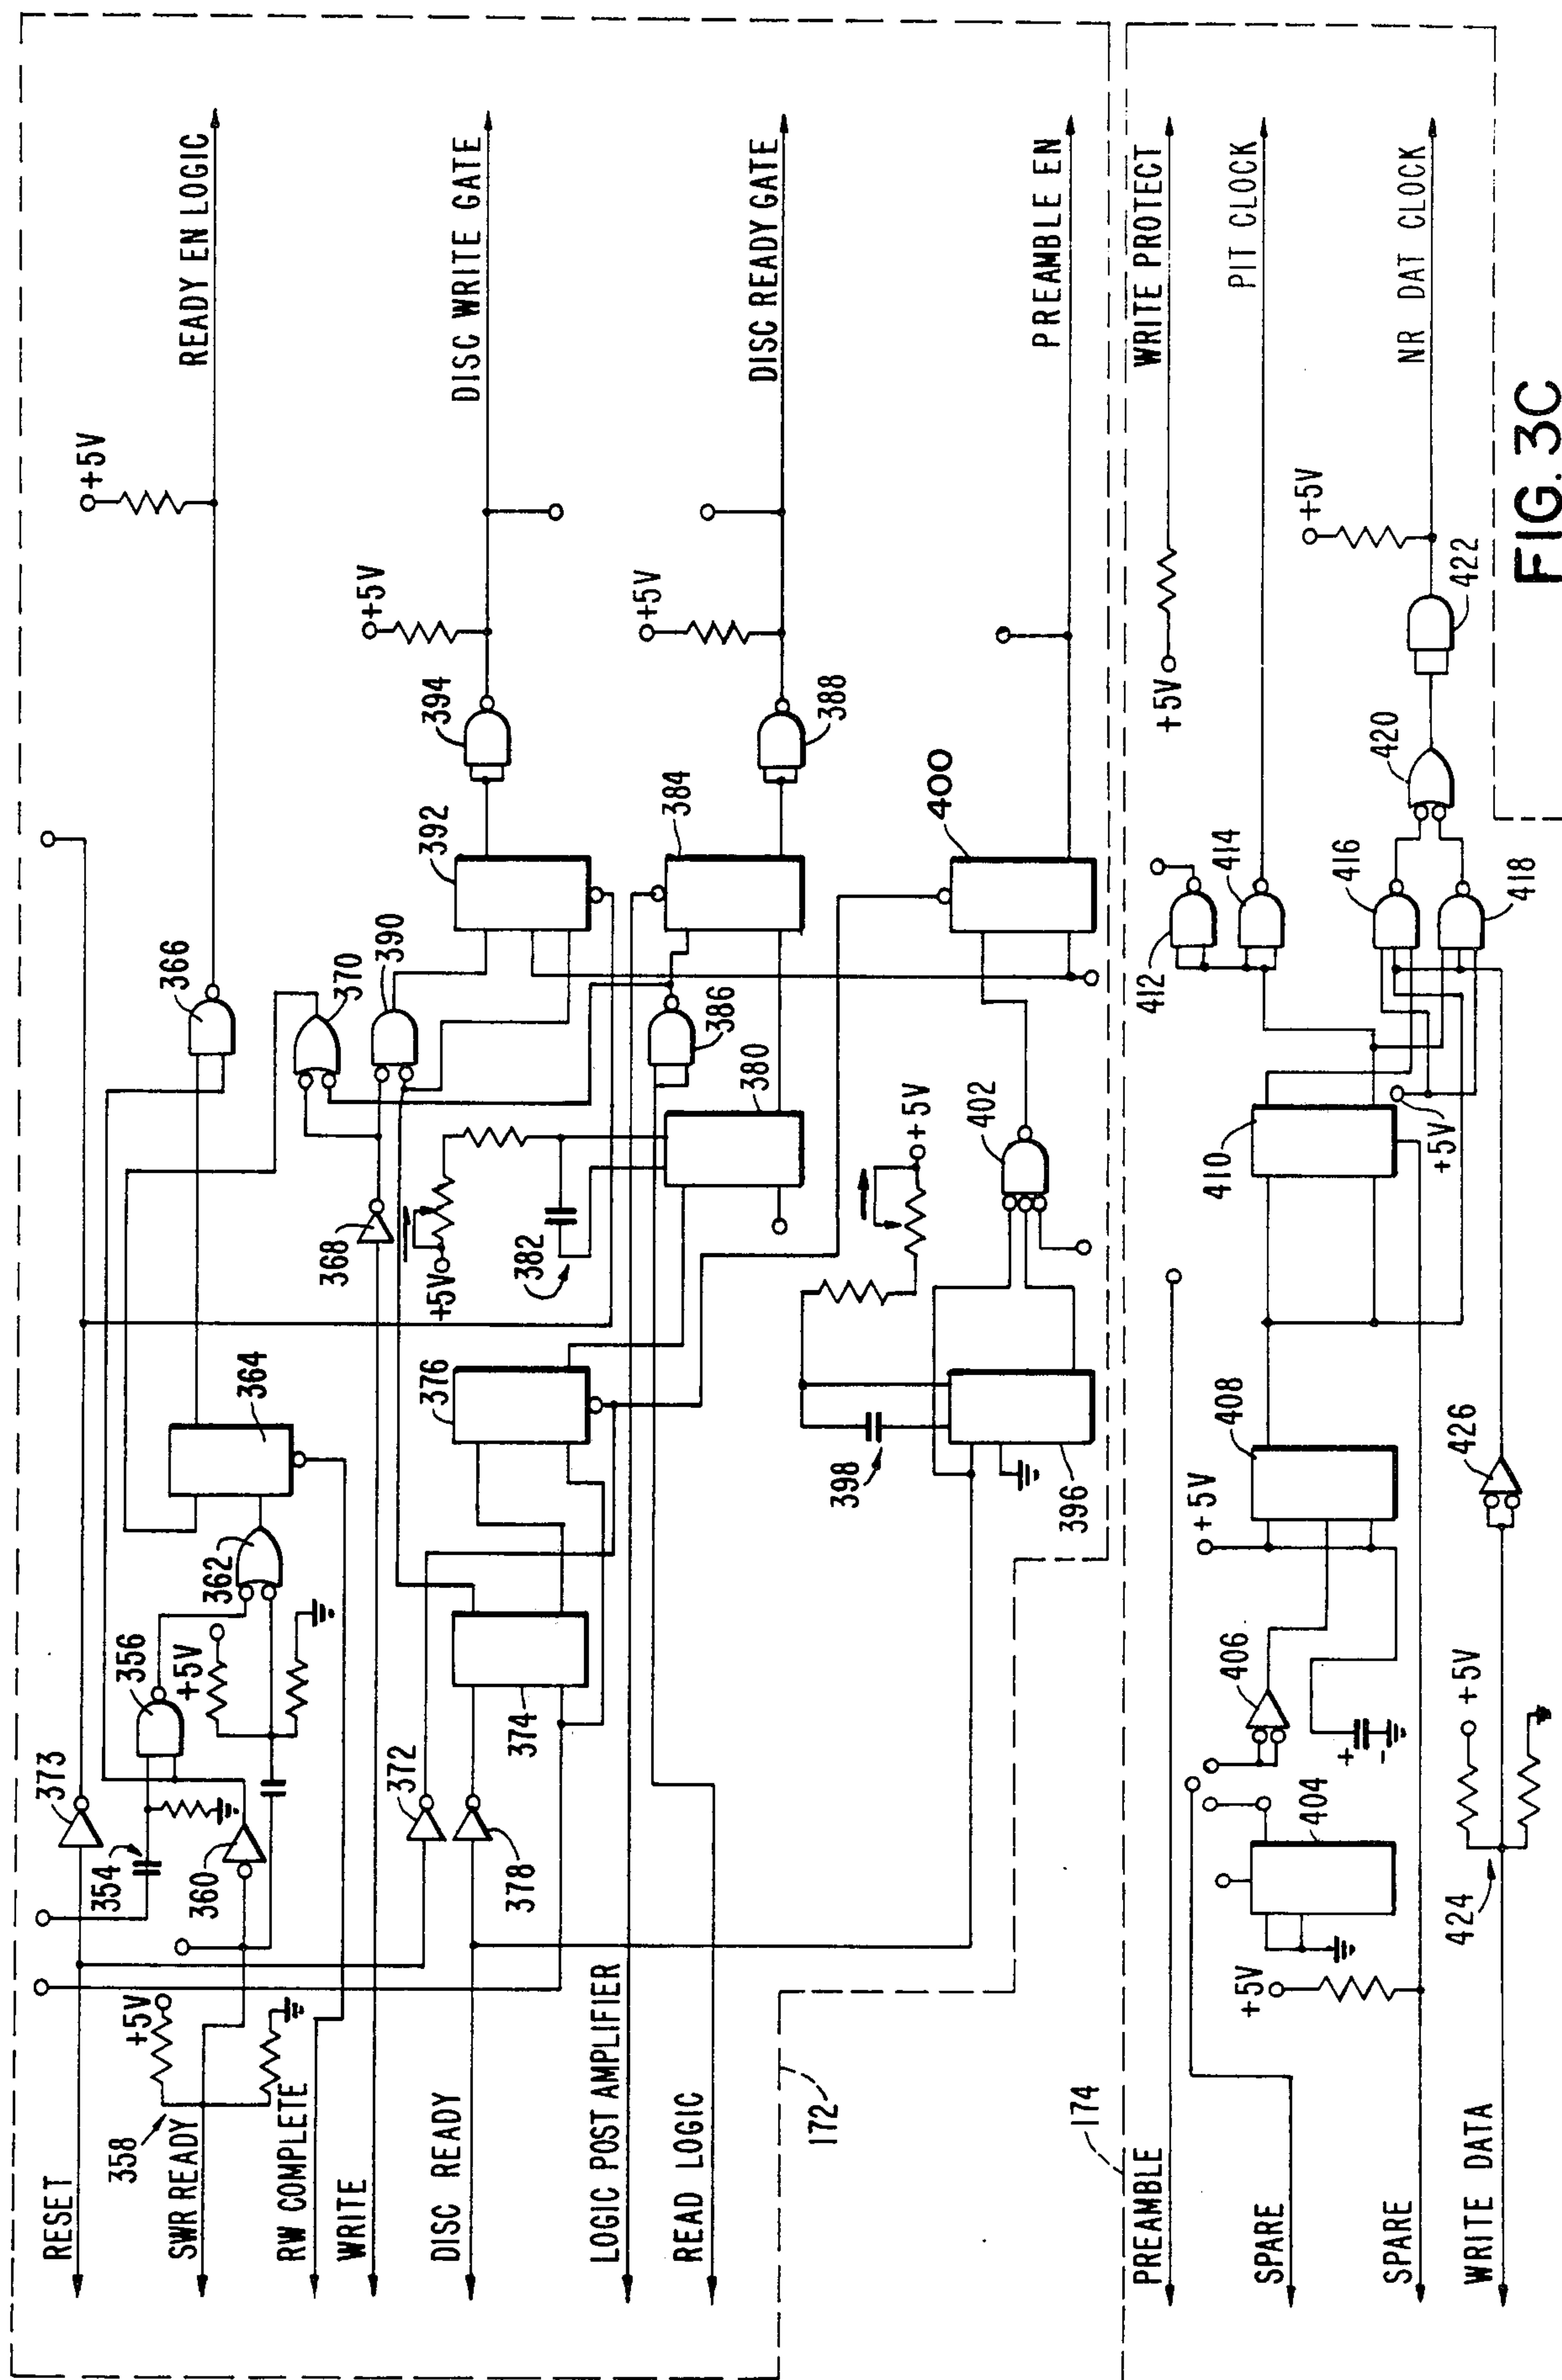 RESET
SWR READY
RW COMPLETE
WRITE
DISC READY
LOGIC POST AMPLIFIER
READ LOGIC
358
+5V
354
360
373
356
+5V
362
364
366
+5V
READY EN LOGIC
368
370
390
392
394
+5V
DISC WRITE GATE
372
378
374
376
+5V
382
380
386
384
388
+5V
DISC READY GATE
398
396
+5V
402
400
PREAMBLE EN
172
174
PREAMBLE
SPARE
SPARE
WRITE DATA
+5V
404
406
+
-
+5V
408
410
+5V
412
414
416
418
420
422
+5V
424
+5V
426
+5V
WRITE PROTECT
PIT CLOCK
NR DAT CLOCK
FIG. 3C